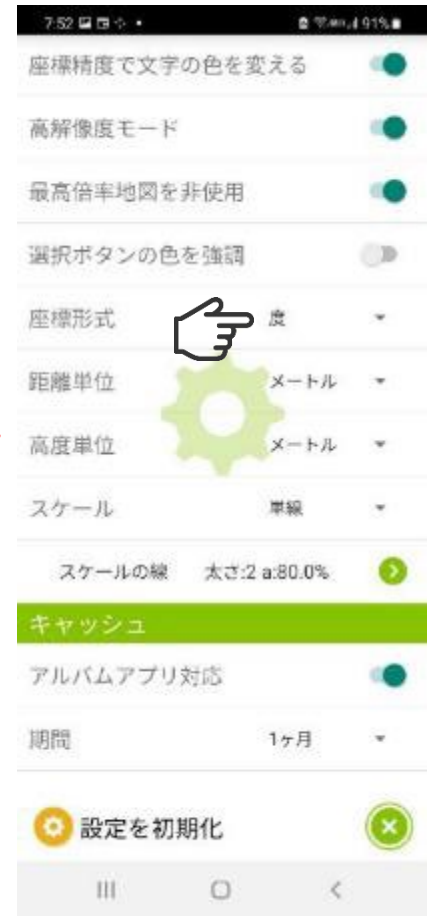 7:52
91%
座標精度で文字の色を変える
高解像度モード
最高倍率地図を非使用
選択ボタンの色を強調
座標形式 度
距離単位 メートル
高度単位 メートル
スケール 単線
スケールの線 太さ:2 a:80.0%
キャッシュ
アルバムアプリ対応
期間 1ヶ月
設定を初期化